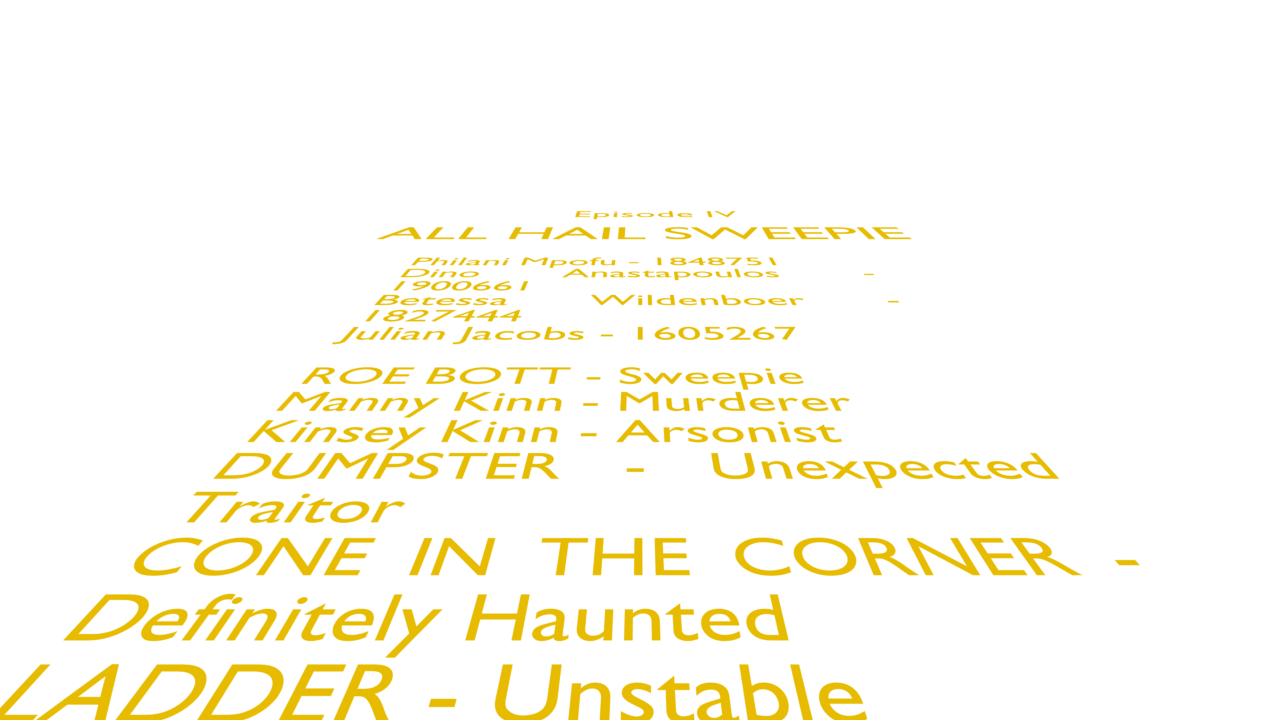 Episode IV
ALL HAIL SWEEPIE
Philani Mpofu - 1848751
Dino Anastapoulos -
1900661
Betessa Wildenboer -
1827444
Julian Jacobs - 1605267
ROE BOTT - Sweepie
Manny Kinn - Murderer
Kinsey Kinn - Arsonist
DUMPSTER - Unexpected
Traitor
CONE IN THE CORNER -
Definitely Haunted
LADDER - Unstable